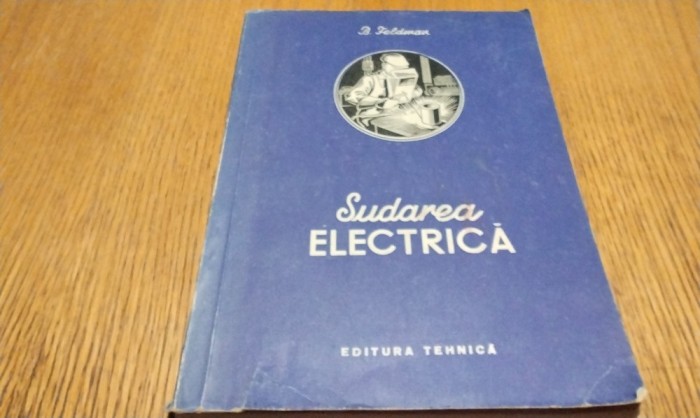 B. Feldman
Sudarea
ELECTRICĂ
EDITURA TEHNICĂ